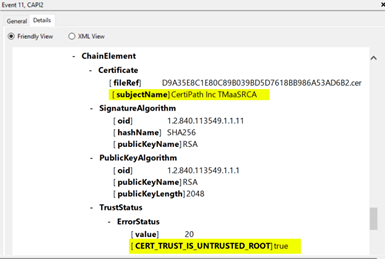 Event 11, CAPI2
General Details
Friendly View XML View
- ChainElement
- Certificate
[ fileRef] D9A35E8C1E80C89B039BD5D7618BB986A53AD6B2.cer
[ subjectName] CertiPath Inc TMaaSRCA
- SignatureAlgorithm
[ oid] 1.2.840.113549.1.1.11
[ hashName] SHA256
[ publicKeyName] RSA
- PublicKeyAlgorithm
[ oid] 1.2.840.113549.1.1.1
[ publicKeyName] RSA
[ publicKeyLength] 2048
- TrustStatus
- ErrorStatus
[ value] 20
[ CERT_TRUST_IS_UNTRUSTED_ROOT] true